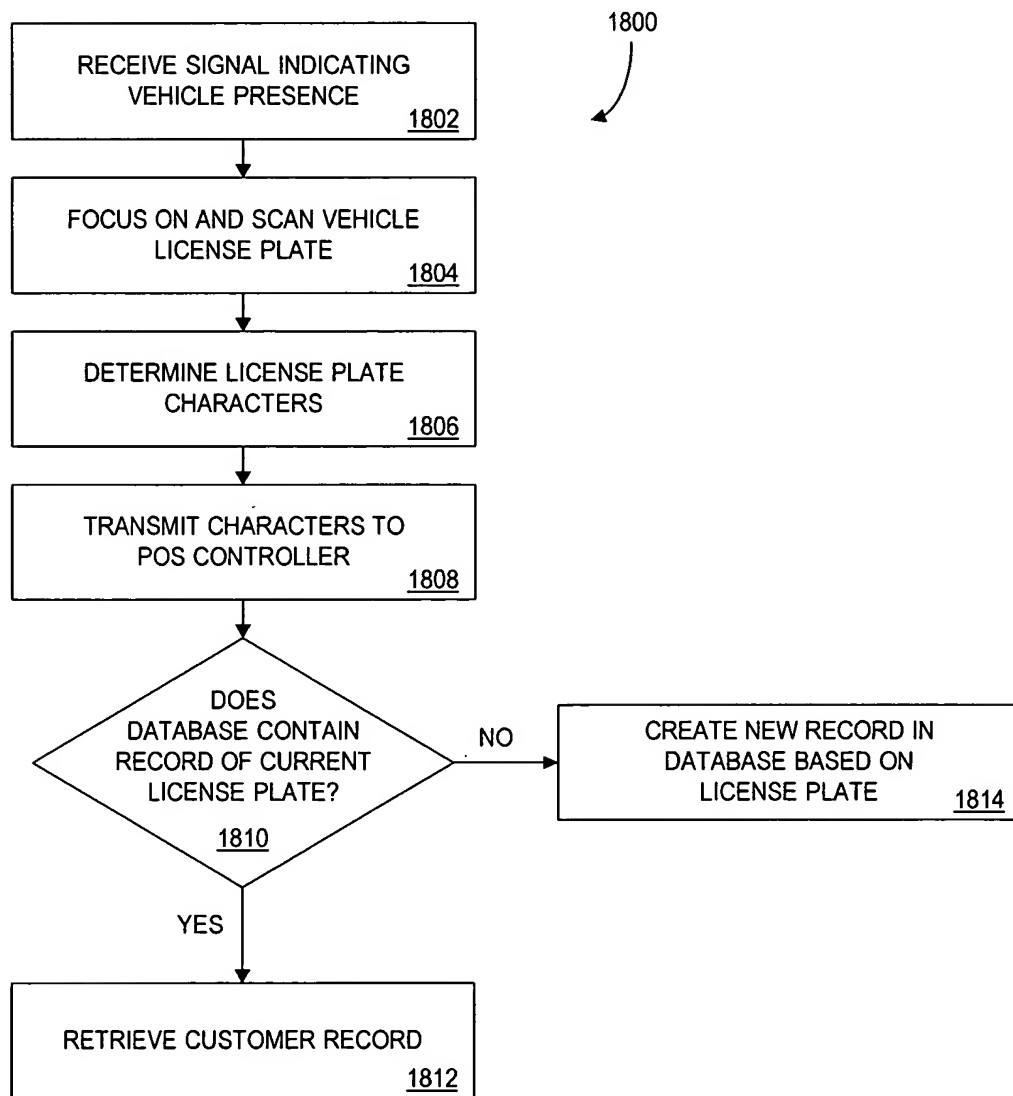 1800
RECEIVE SIGNAL INDICATING
VEHICLE PRESENCE
1802
FOCUS ON AND SCAN VEHICLE
LICENSE PLATE
1804
DETERMINE LICENSE PLATE
CHARACTERS
1806
TRANSMIT CHARACTERS TO
POS CONTROLLER
1808
DOES
DATABASE CONTAIN
RECORD OF CURRENT
LICENSE PLATE?
1810
NO
CREATE NEW RECORD IN
DATABASE BASED ON
LICENSE PLATE
1814
YES
RETRIEVE CUSTOMER RECORD
1812